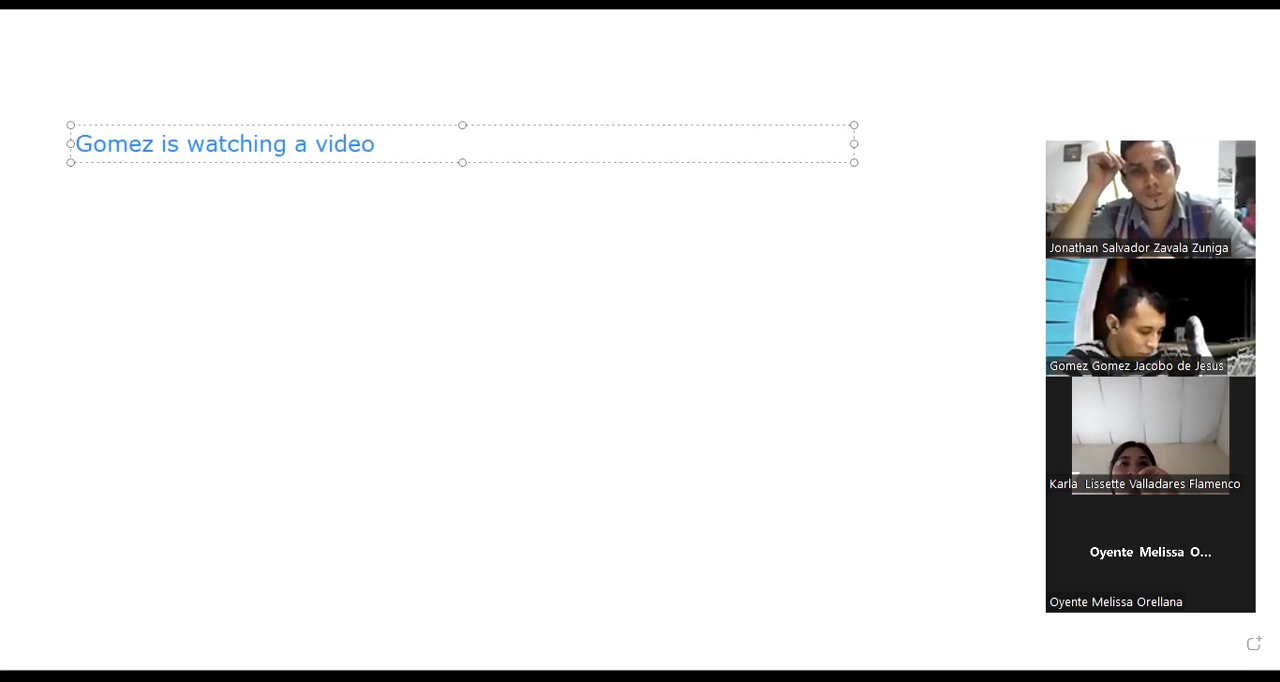 Gomez is watching a video
Jonathan Salvador Zavala Zuniga
Gomez Gomez Jacobo de Jesus
Karla Lissette Valladares Flamenco
Oyente Melissa O...
Oyente Melissa Orellana